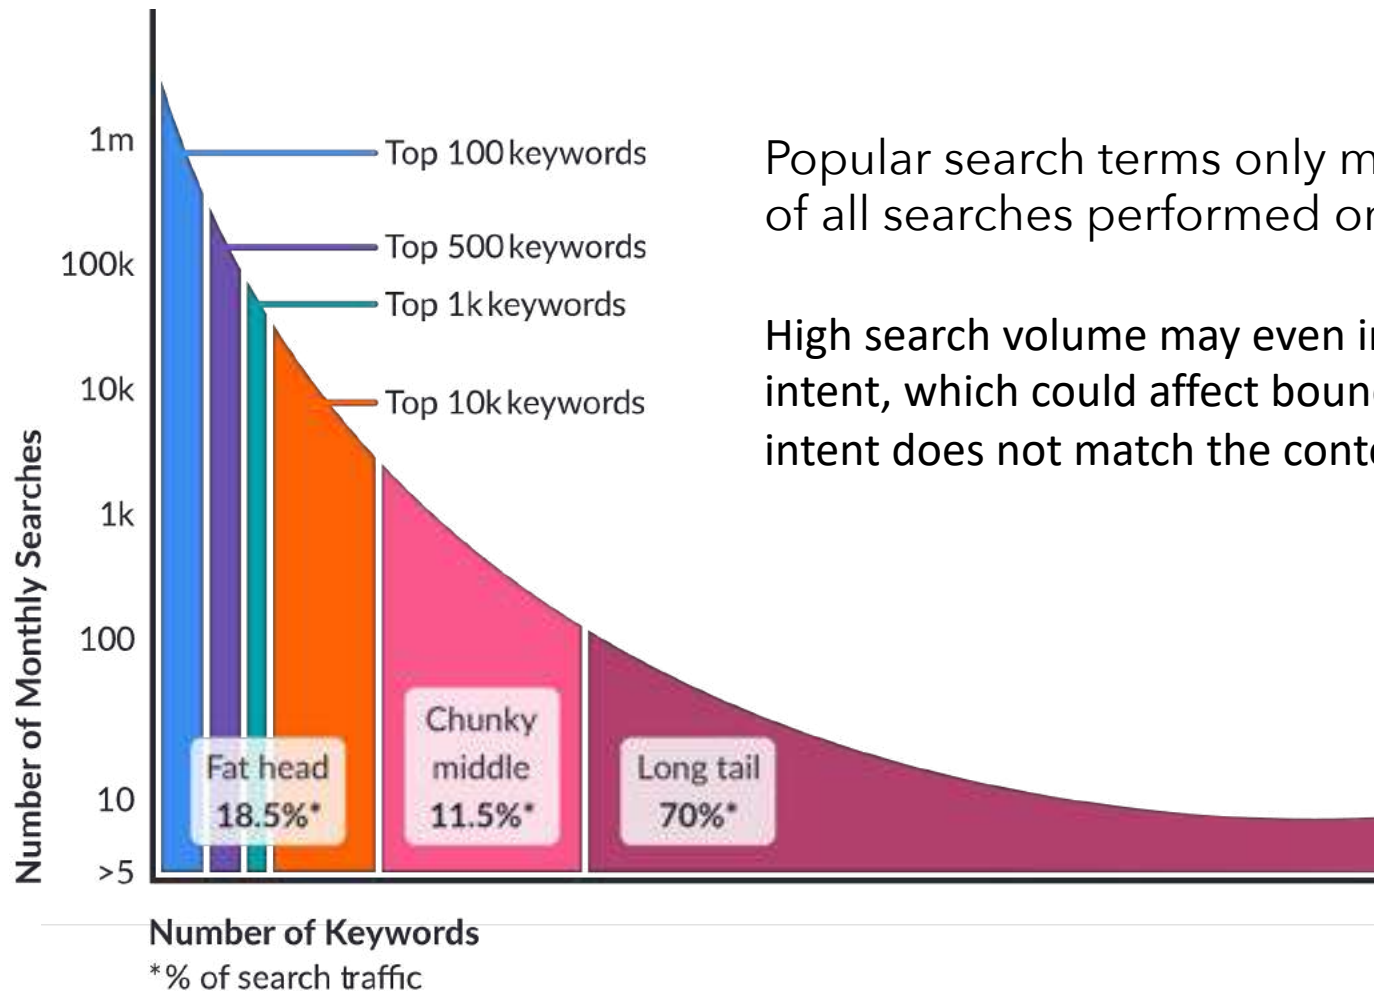 1m
100k
10k
1k
100
10
>5
Number of Monthly Searches
Top 100 keywords
Top 500 keywords
Top 1k keywords
Top 10k keywords
Fat head
18.5%*
Chunky
middle
11.5%*
Long tail
70%*
Number of Keywords
*% of search traffic
Popular search terms only
of all searches performed
High search volume may even
intent, which could affect
intent does not match the